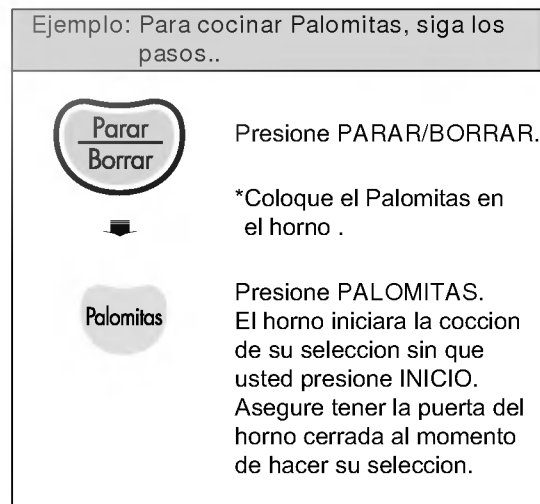 Ejemplo: Para cocinar Palomitas, siga los
pasos..
Parar
Borrar
Presione PARAR/BORRAR.
*Coloque el Palomitas en
el horno .
Palomitas
Presione PALOMITAS.
El horno iniciara la coccion
de su seleccion sin que
usted presione INICIO.
Asegure tener la puerta del
horno cerrada al momento
de hacer su seleccion.